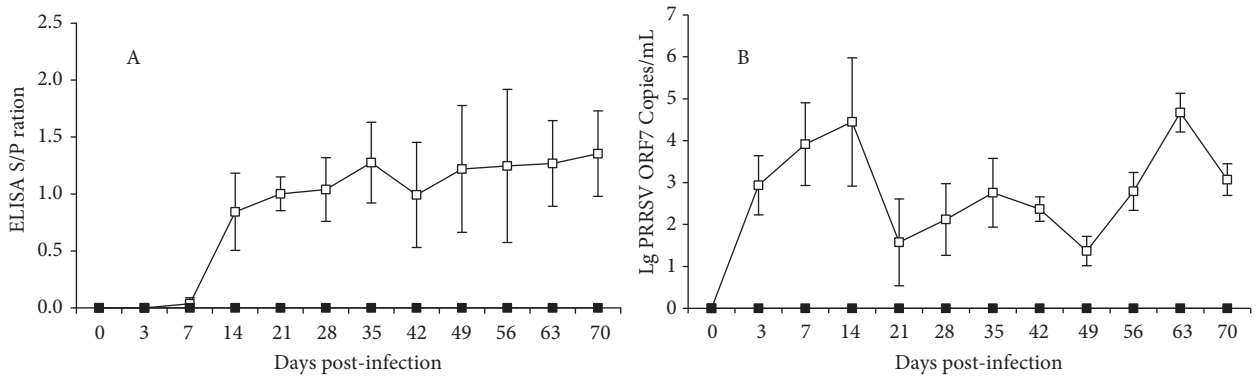 A
ELISA S/P ration
2.5
2.0
1.5
1.0
0.5
0.0
0 3 7 14 21 28 35 42 49 56 63 70
Days post-infection
B
Lg PRRSV ORF7 Copies/mL
7
6
5
4
3
2
1
0
0 3 7 14 21 28 35 42 49 56 63 70
Days post-infection